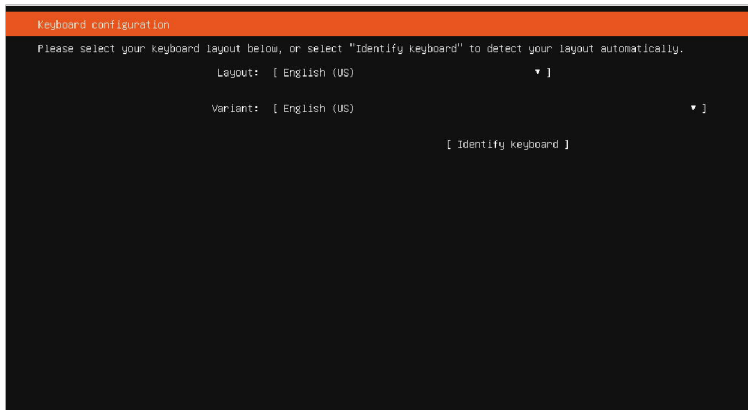 Keyboard configuration
Please select your keyboard layout below, or select "Identify keyboard" to detect your layout automatically.
Layout: [ English (US) ▼ ]
Variant: [ English (US) ▼ ]
[ Identify keyboard ]